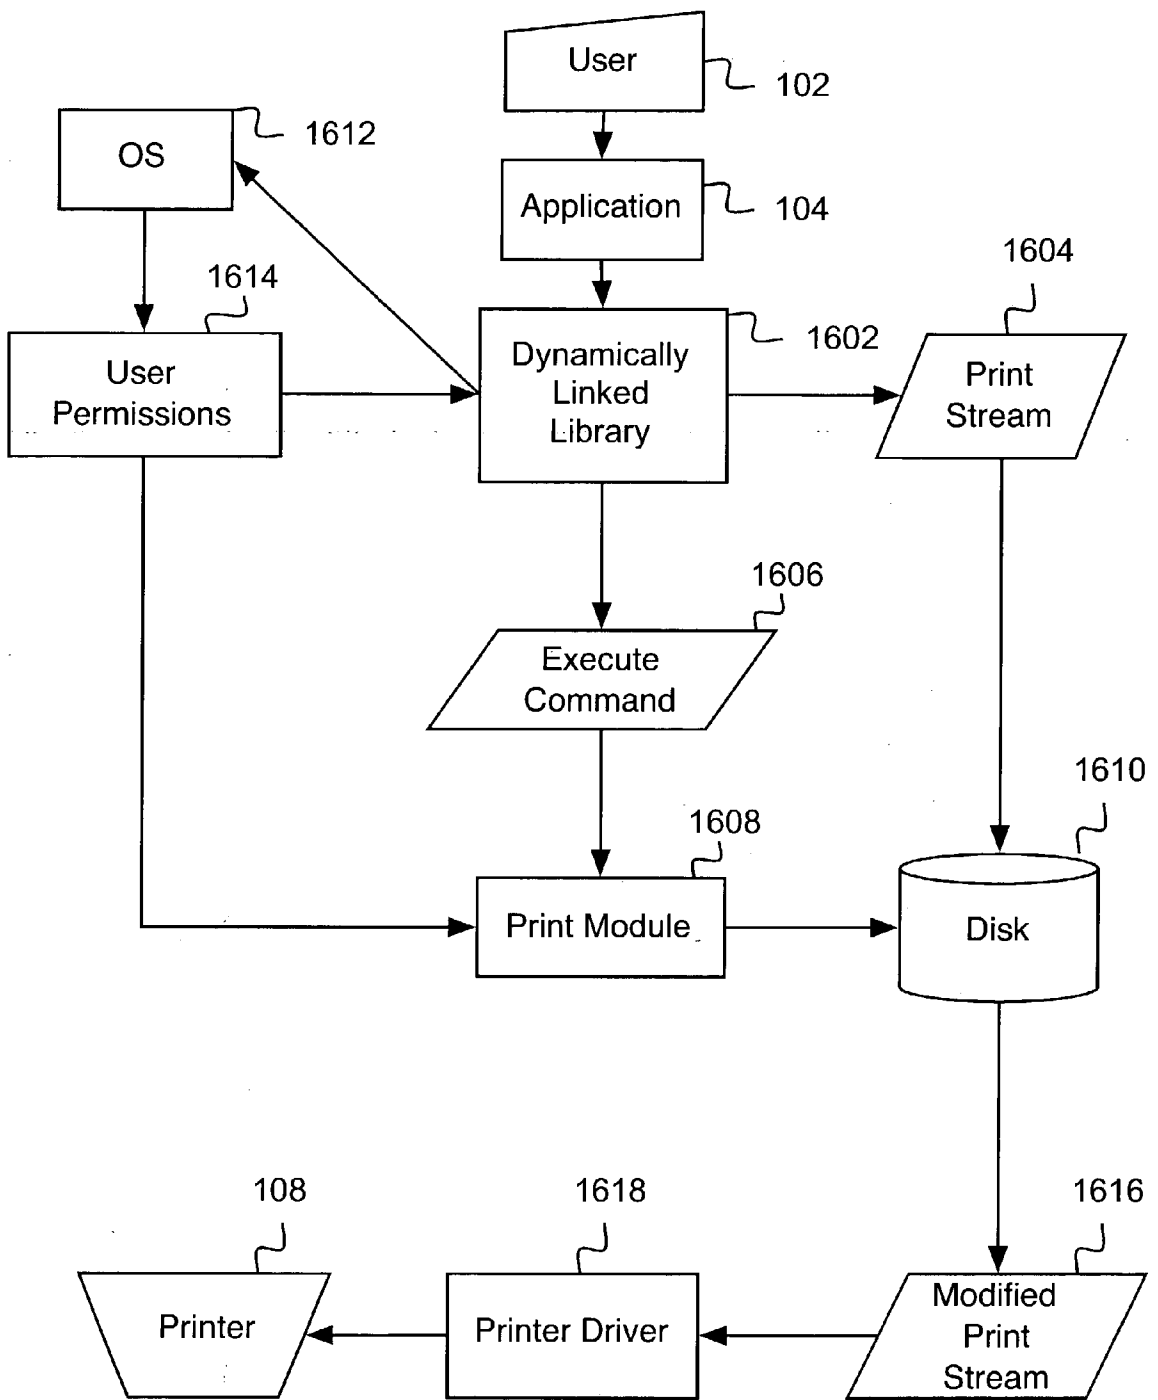 User
102
OS
1612
Application
104
1604
1614
1602
Dynamically
Linked
Library
User
Permissions
Print
Stream
1606
Execute
Command
1610
1608
Print Module
Disk
108
1618
1616
Printer
Printer Driver
Modified
Print
Stream